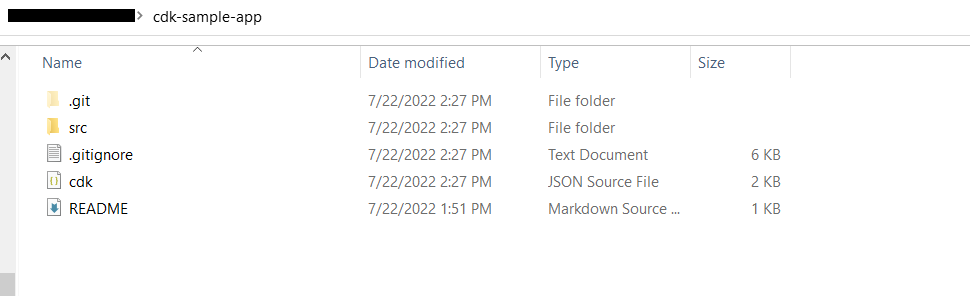 cdk-sample-app
Name Date modified Type Size
.git 7/22/2022 2:27 PM File folder
src 7/22/2022 2:27 PM File folder
.gitignore 7/22/2022 2:27 PM Text Document 6 KB
cdk 7/22/2022 2:27 PM JSON Source File 2 KB
README 7/22/2022 1:51 PM Markdown Source ... 1 KB